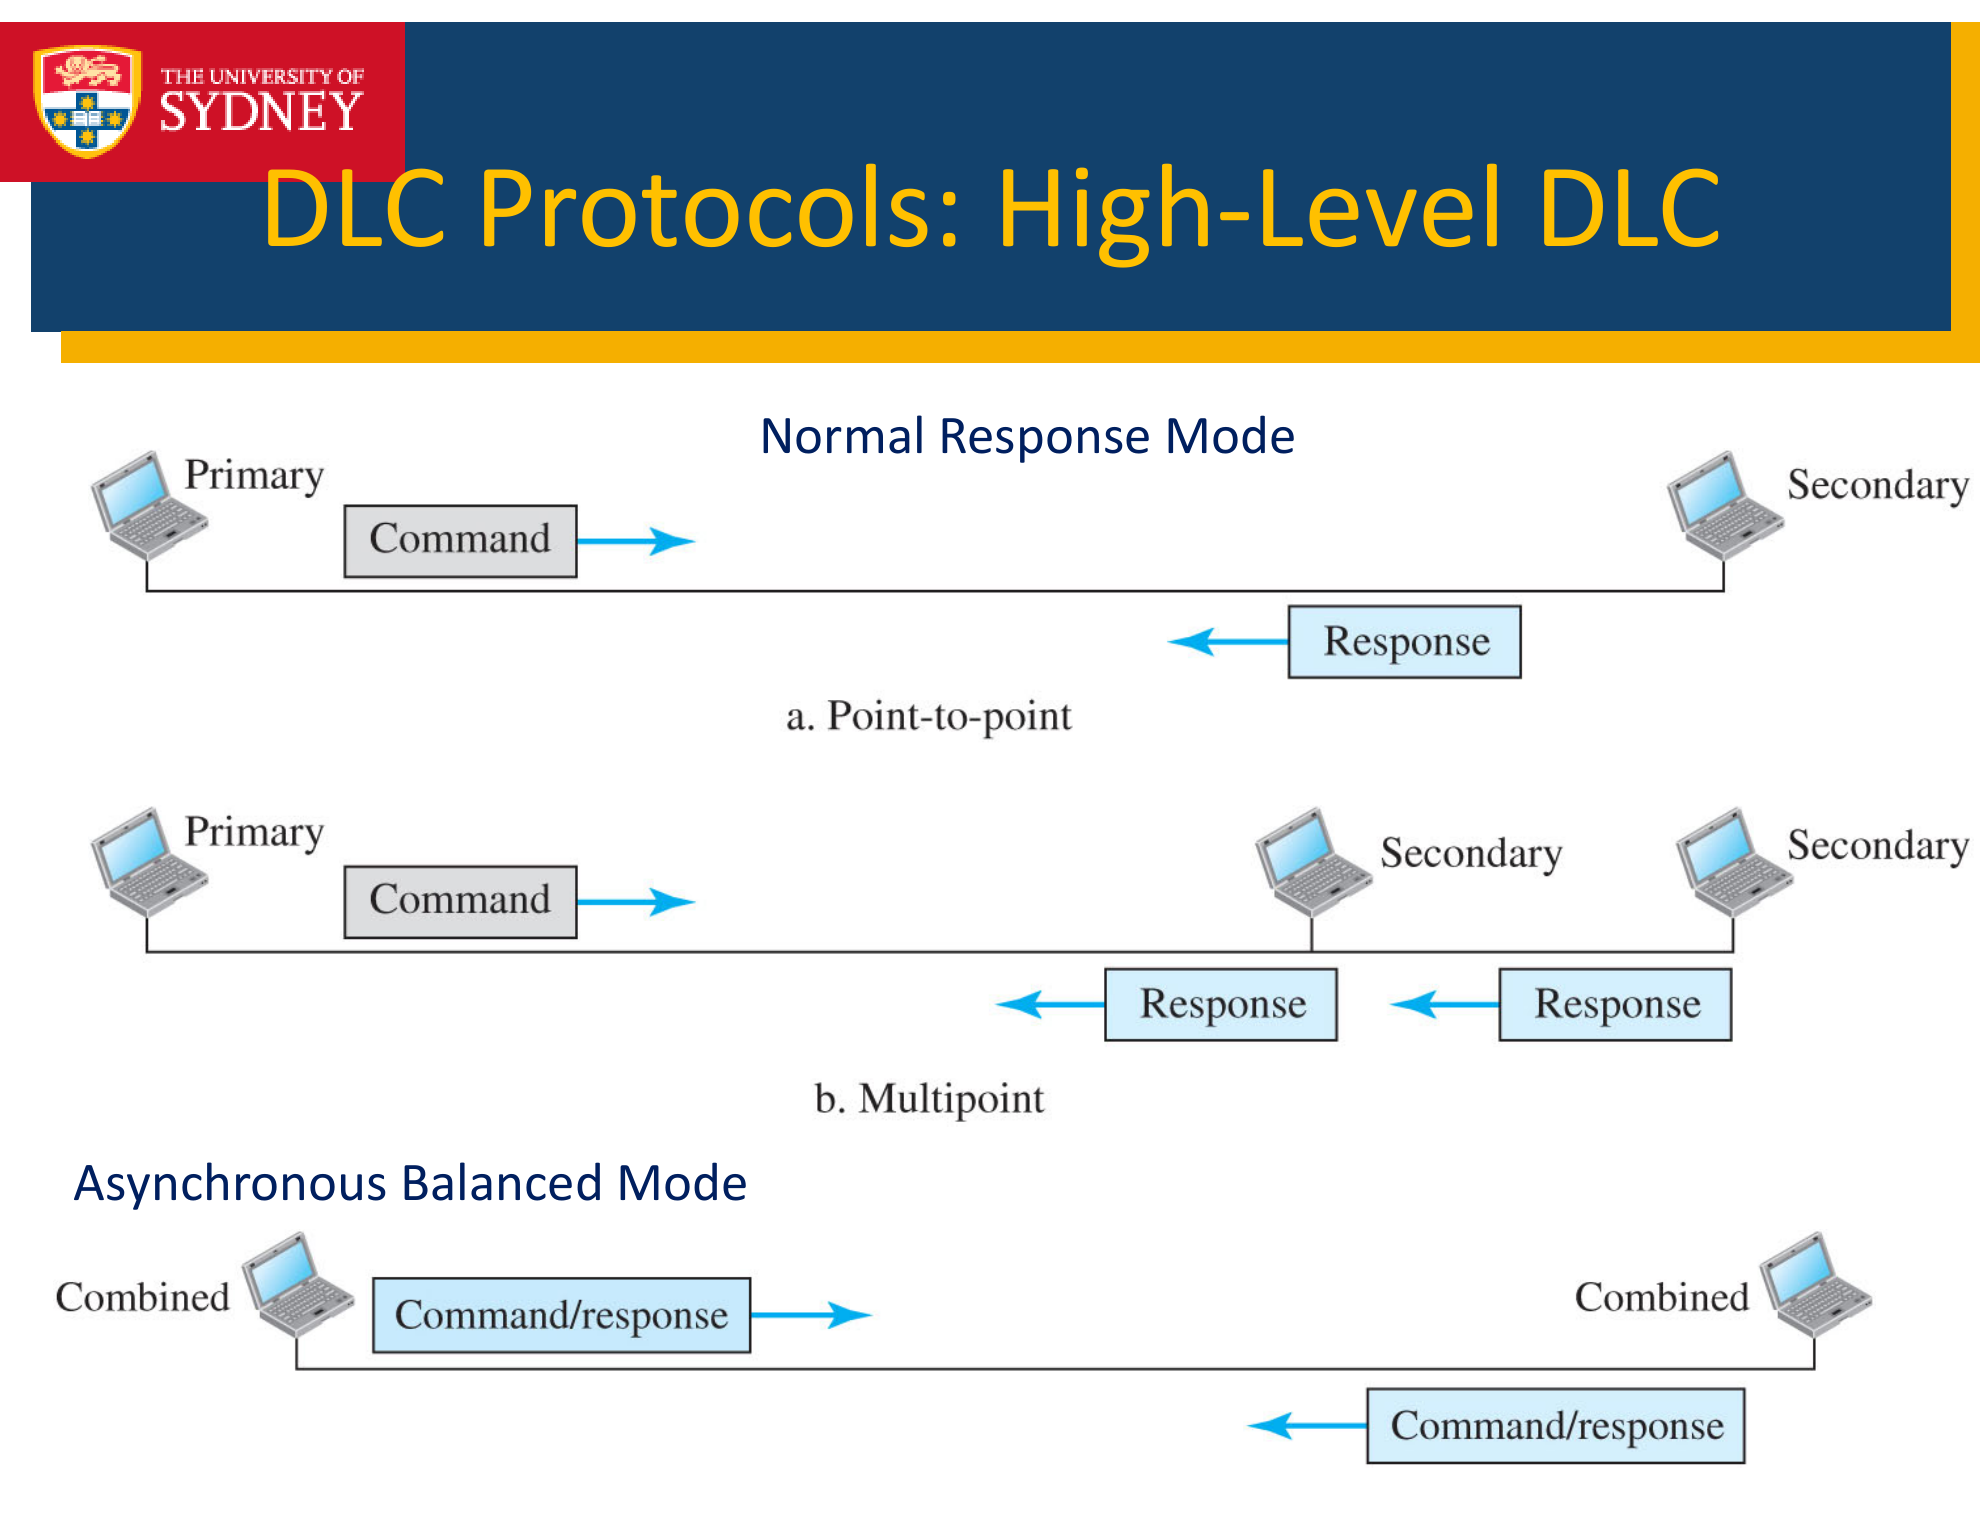 THE UNIVERSITY OF
SYDNEY
DLC Protocols: High-Level DLC
Normal Response Mode
Primary
Secondary
Command
Response
a. Point-to-point
Primary
Secondary
Secondary
Command
Response
Response
b. Multipoint
Asynchronous Balanced Mode
Combined
Command/response
Combined
Command/response